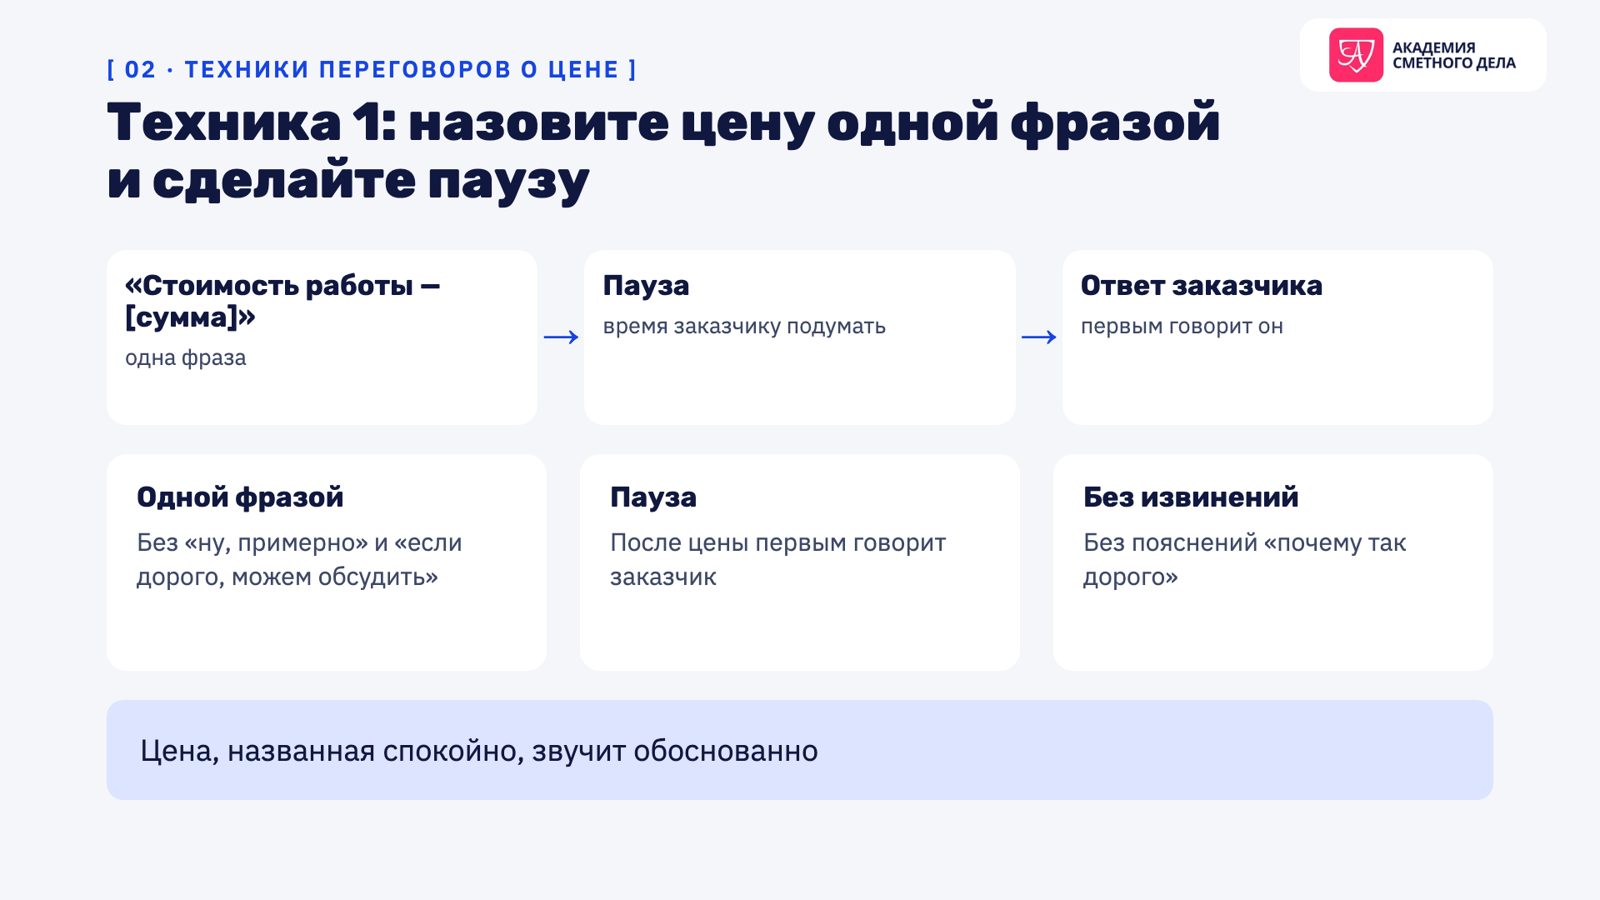 [ 02 · ТЕХНИКИ ПЕРЕГОВОРОВ О ЦЕНЕ ]
АКАДЕМИЯ
СМЕТНОГО ДЕЛА
Техника 1: назовите цену одной фразой
и сделайте паузу
«Стоимость работы —
[сумма]»
одна фраза
→
Пауза
время заказчику подумать
→
Ответ заказчика
первым говорит он
Одной фразой
Без «ну, примерно» и «если
дорого, можем обсудить»
Пауза
После цены первым говорит
заказчик
Без извинений
Без пояснений «почему так
дорого»
Цена, названная спокойно, звучит обоснованно